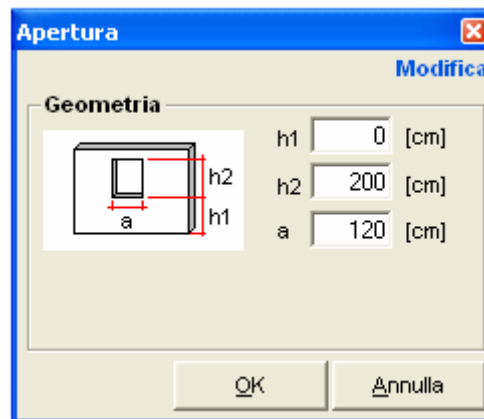 Apertura
Modifica
Geometria
h1 0 [cm]
h2 200 [cm]
a 120 [cm]
h2
h1
a
OK Annulla